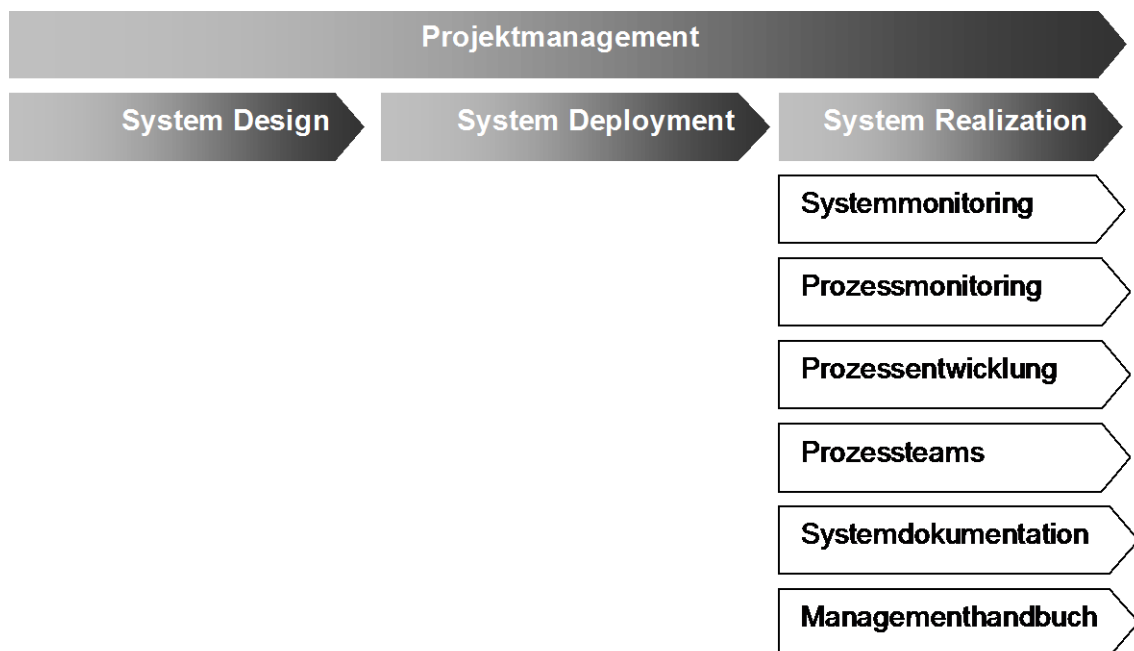 Projektmanagement
System Design
System Deployment
System Realization
Systemmonitoring
Prozessmonitoring
Prozessentwicklung
Prozessteams
Systemdokumentation
Managementhandbuch